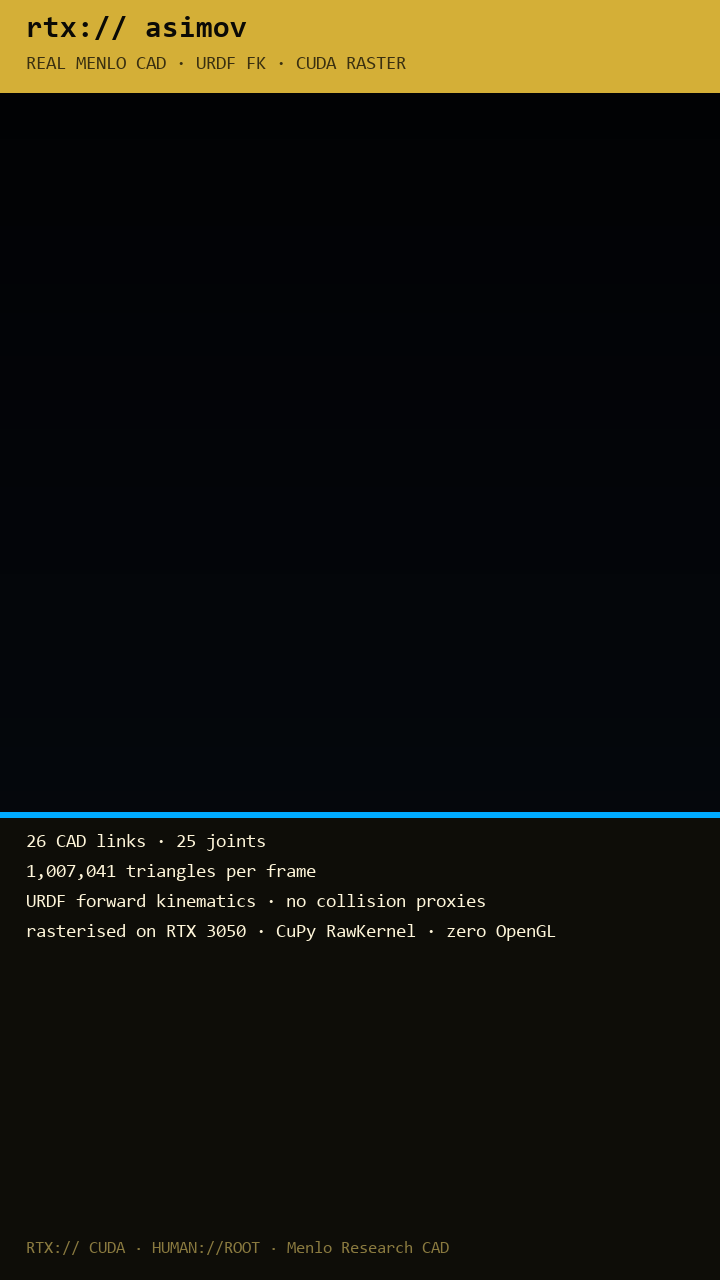 rtx:// asimov
REAL MENLO CAD · URDF FK · CUDA RASTER
26 CAD links · 25 joints
1,007,041 triangles per frame
URDF forward kinematics · no collision proxies
rasterised on RTX 3050 · CuPy RawKernel · zero OpenGL
RTX:// CUDA · HUMAN://ROOT · Menlo Research CAD